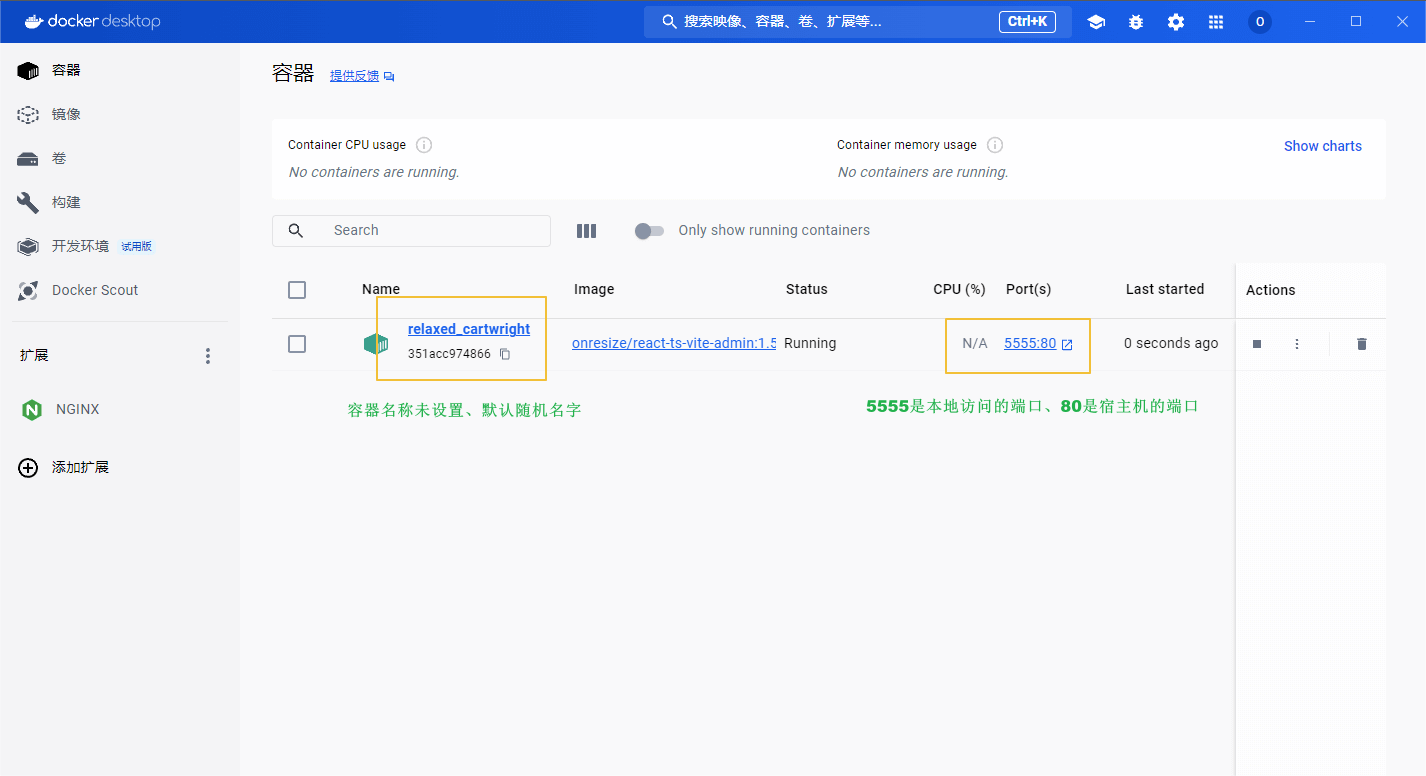 docker desktop
搜索映像、容器、卷、扩展等...
Ctrl+K
O
容器
镜像
卷
构建
开发环境 试用版
Docker Scout
扩展
NGINX
添加扩展
容器 提供反馈
Container CPU usage
No containers are running.
Container memory usage
No containers are running.
Show charts
Search
Only show running containers
Name Image Status CPU (%) Port(s) Last started Actions
relaxed_cartwright
351acc974866
onresize/react-ts-vite-admin:1.5 Running N/A 5555:80 0 seconds ago
容器名称未设置、默认随机名字
5555是本地访问的端口、80是宿主机的端口